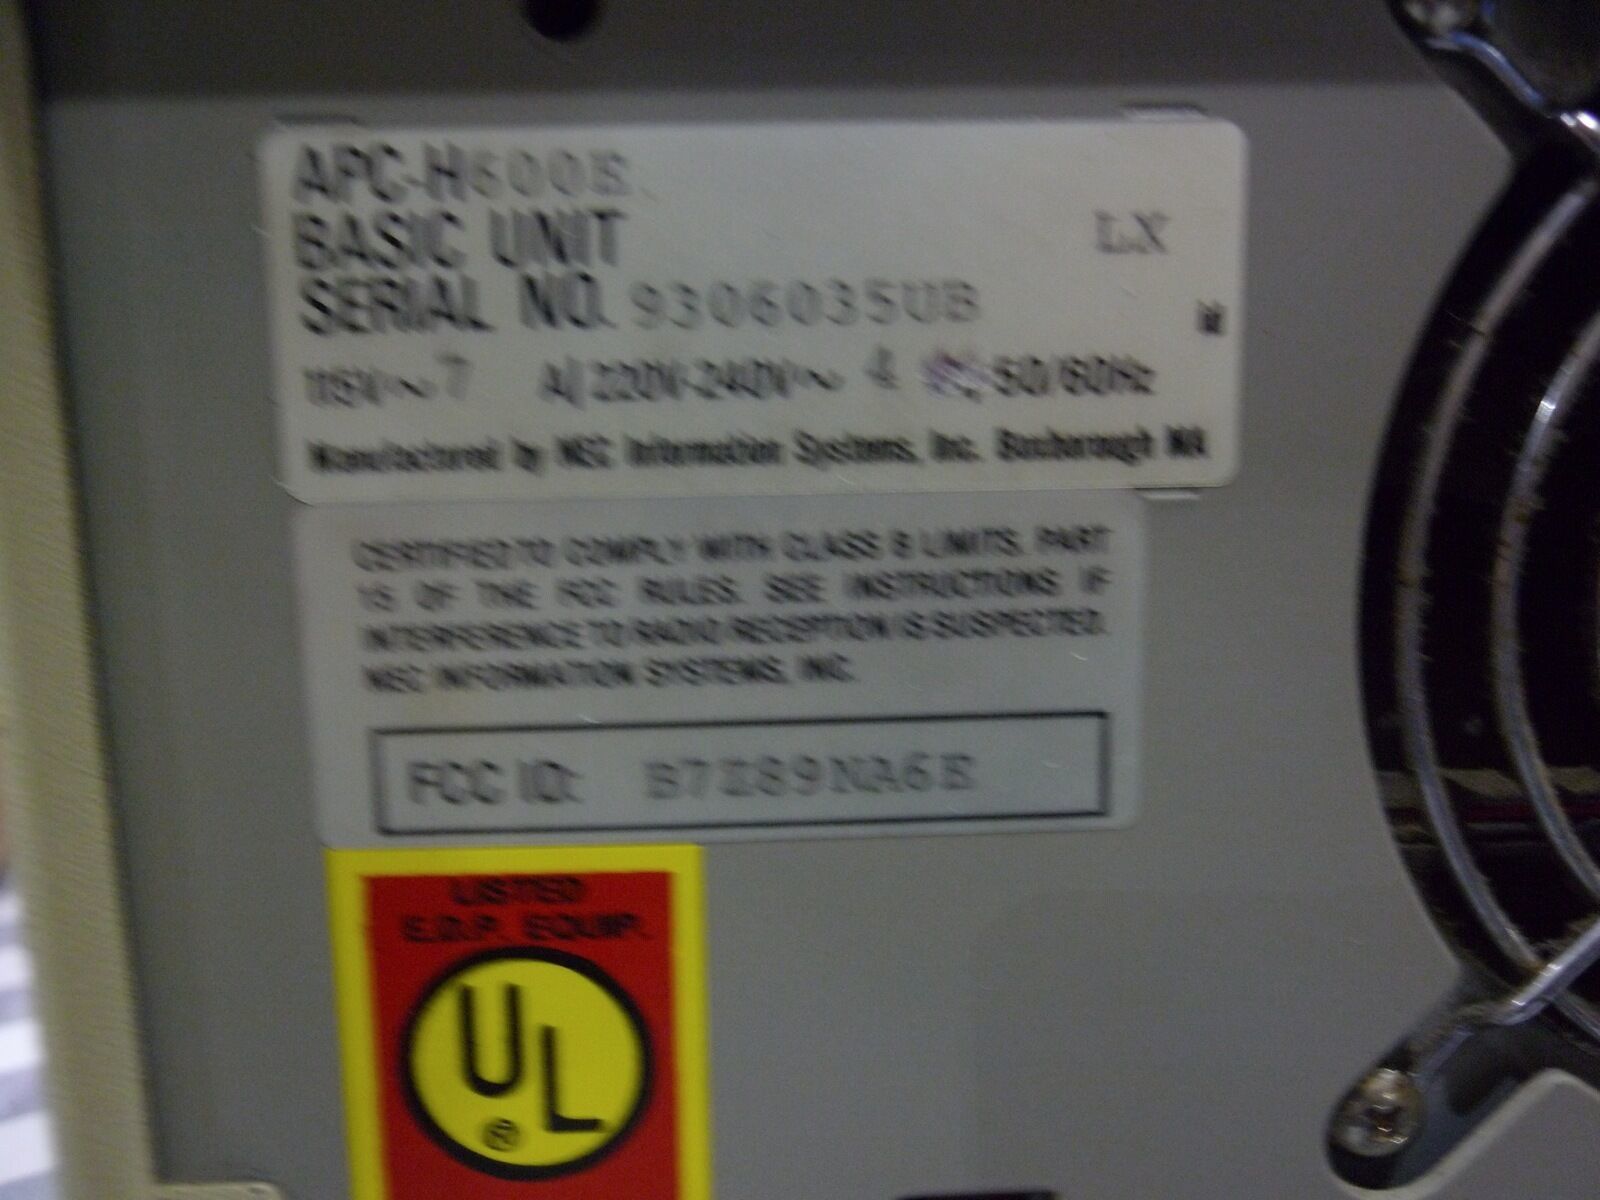 APC-H600E
BASIC UNIT
LX
SERIAL NO. 9306035UB
115V~ 7 A/220V-240V~ 4 50/60Hz
Manufactured by NEC Information Systems, Inc. Boxborough MA
CERTIFIED TO COMPLY WITH CLASS B LIMITS, PART
15 OF THE FCC RULES. SEE INSTRUCTIONS IF
INTERFERENCE TO RADIO RECEPTION IS SUSPECTED.
NEC INFORMATION SYSTEMS, INC.
FCC ID: B7Z89NA6E
LISTED
E.D.P. EQUIP.
UL
®